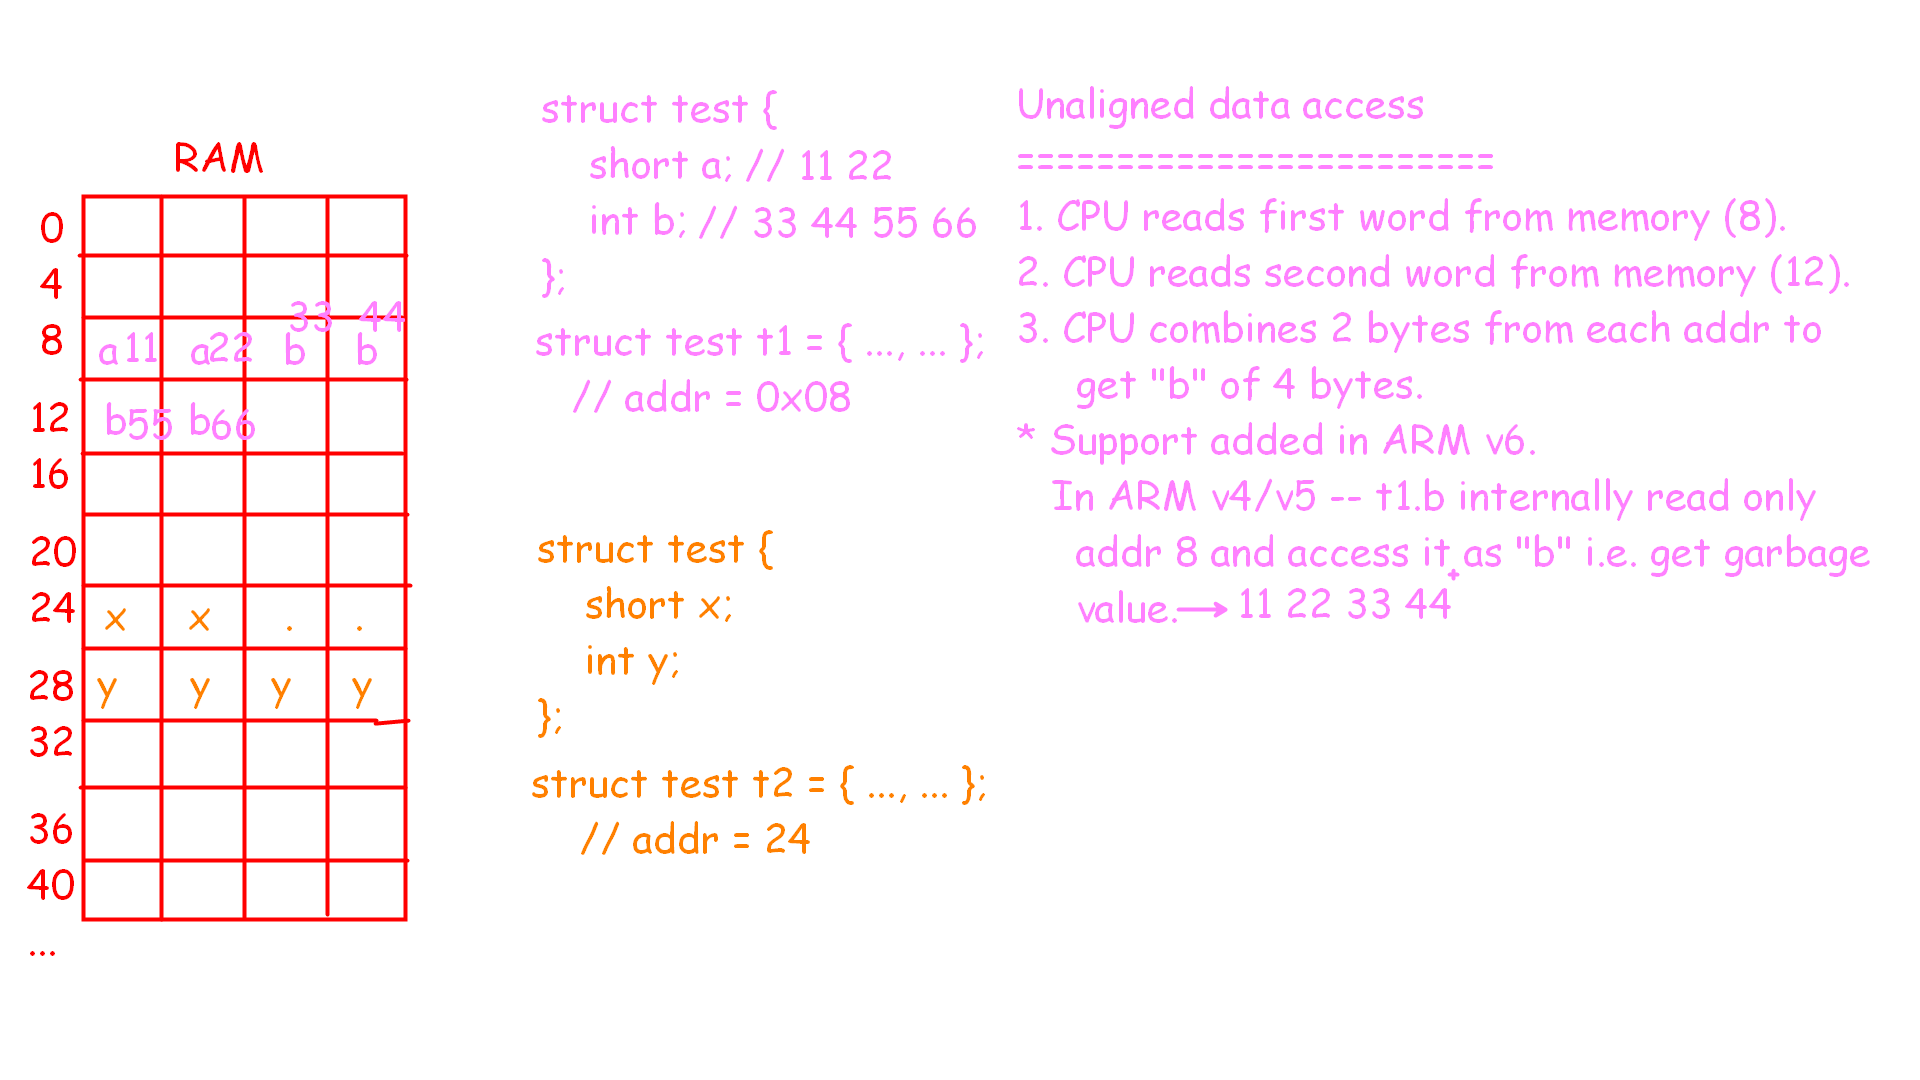 RAM
0
4
8
12
16
20
24
28
32
36
40
...
33 44
a 11 a22 b b
b55 b66
x x . .
y y y y
struct test {
short a; // 11 22
int b; // 33 44 55 66
};
struct test t1 = { ..., ... };
// addr = 0x08
struct test {
short x;
int y;
};
struct test t2 = { ..., ... };
// addr = 24
Unaligned data access
========================
1. CPU reads first word from memory (8).
2. CPU reads second word from memory (12).
3. CPU combines 2 bytes from each addr to
get "b" of 4 bytes.
* Support added in ARM v6.
In ARM v4/v5 -- t1.b internally read only
addr 8 and access it as "b" i.e. get garbage
value.→ 11 22 33 44